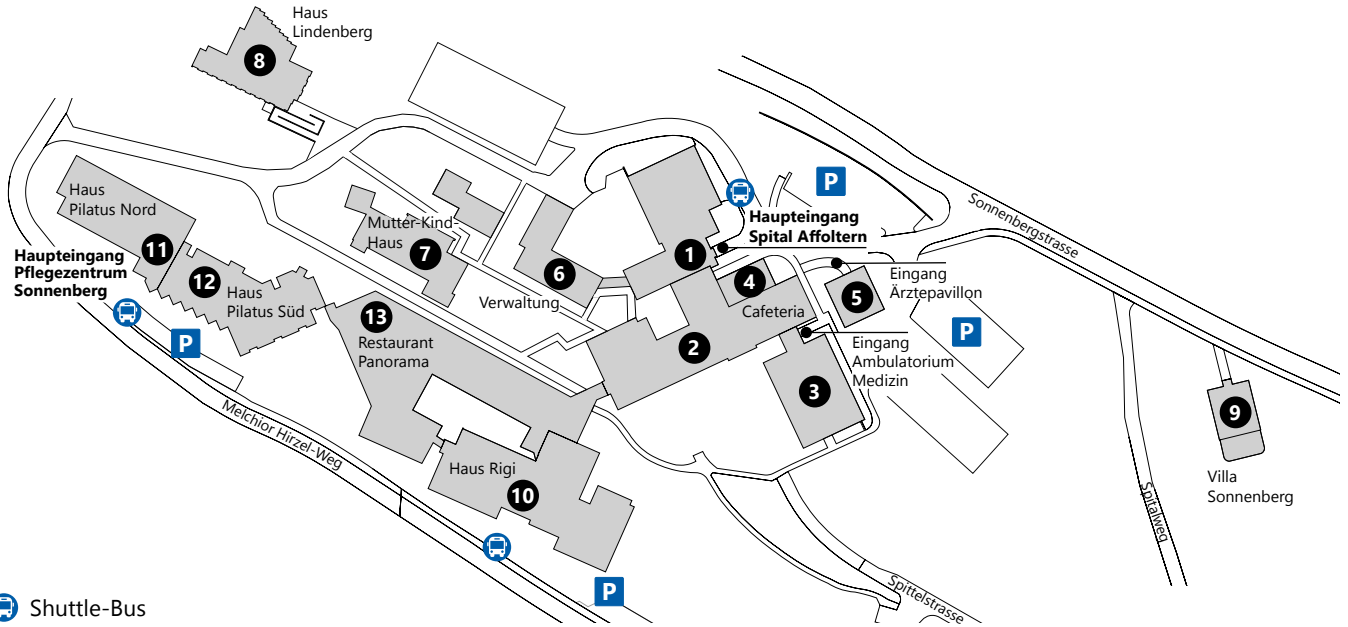 Haus
Lindenberg
8
P
Sonnenbergstrasse
Haus
Pilatus Nord
11
Haupteingang
Pflegezentrum
Sonnenberg
12
Haus
Pilatus Süd
P
Mutter-Kind-
Haus
7
6
Verwaltung
1
Haupteingang
Spital Affoltern
4
Cafeteria
5
Eingang
Ärztepavillon
P
2
Eingang
Ambulatorium
Medizin
3
13
Restaurant
Panorama
Melchior Hirzel-Weg
Haus Rigi
10
P
9
Villa
Sonnenberg
Spitalweg
Spittelstrasse
Shuttle-Bus